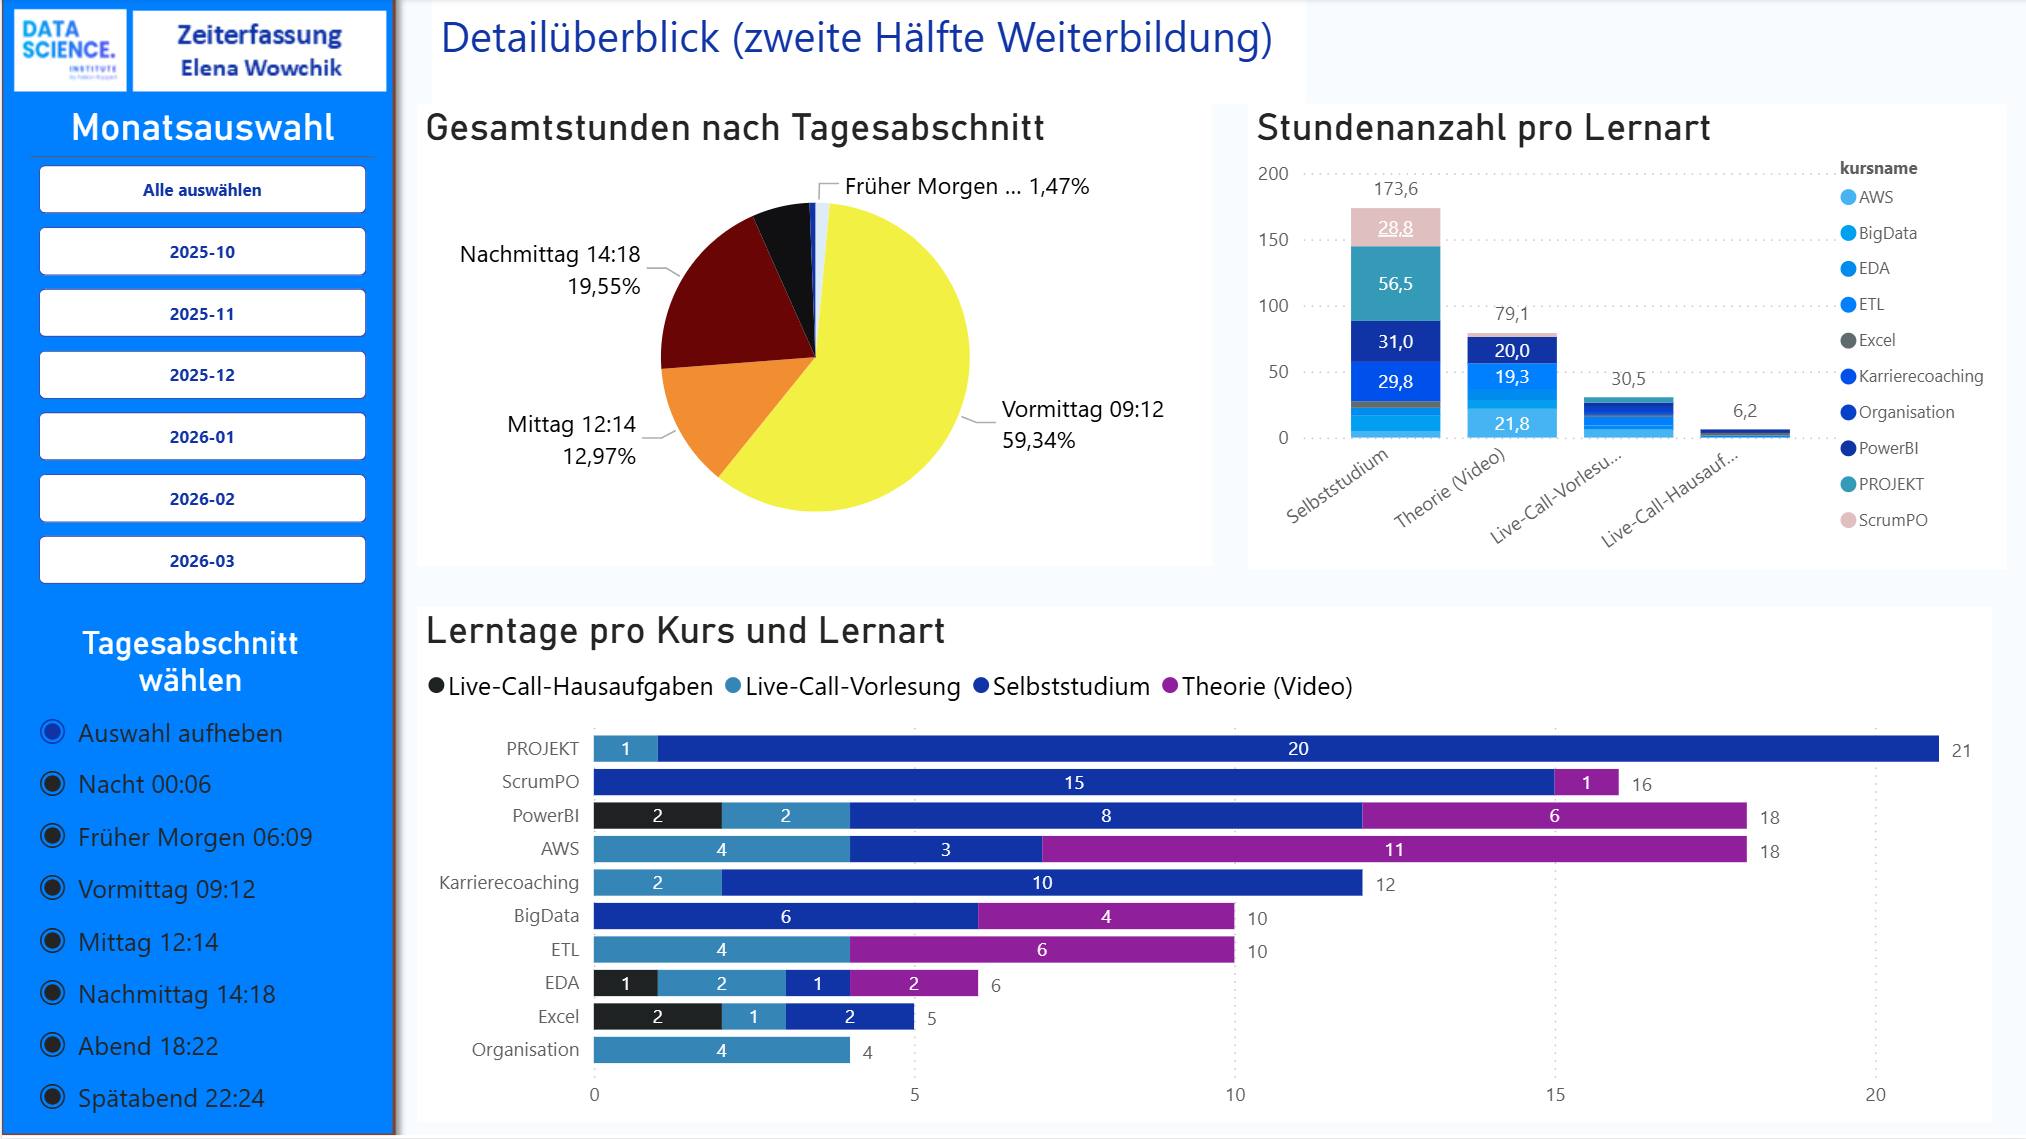 DATA
SCIENCE.
INSTITUTE
Zeiterfassung
Elena Wowchik
Monatsauswahl
Alle auswählen
2025-10
2025-11
2025-12
2026-01
2026-02
2026-03
Tagesabschnitt
wählen
Auswahl aufheben
Nacht 00:06
Früher Morgen 06:09
Vormittag 09:12
Mittag 12:14
Nachmittag 14:18
Abend 18:22
Spätabend 22:24
Detailüberblick (zweite Hälfte Weiterbildung)
Gesamtstunden nach Tagesabschnitt
Früher Morgen ... 1,47%
Nachmittag 14:18
19,55%
Mittag 12:14
12,97%
Vormittag 09:12
59,34%
Stundenanzahl pro Lernart
200
150
100
50
0
173,6
28,8
56,5
31,0
29,8
79,1
20,0
19,3
21,8
30,5
6,2
Selbststudium
Theorie (Video)
Live-Call-Vorlesu...
Live-Call-Hausauf...
kursname
AWS
BigData
EDA
ETL
Excel
Karrierecoaching
Organisation
PowerBI
PROJEKT
ScrumPO
Lerntage pro Kurs und Lernart
Live-Call-Hausaufgaben Live-Call-Vorlesung Selbststudium Theorie (Video)
PROJEKT 1 20 21
ScrumPO 15 1 16
PowerBI 2 2 8 6 18
AWS 4 3 11 18
Karrierecoaching 2 10 12
BigData 6 4 10
ETL 4 6 10
EDA 1 2 1 2 6
Excel 2 1 2 5
Organisation 4 4
0 5 10 15 20